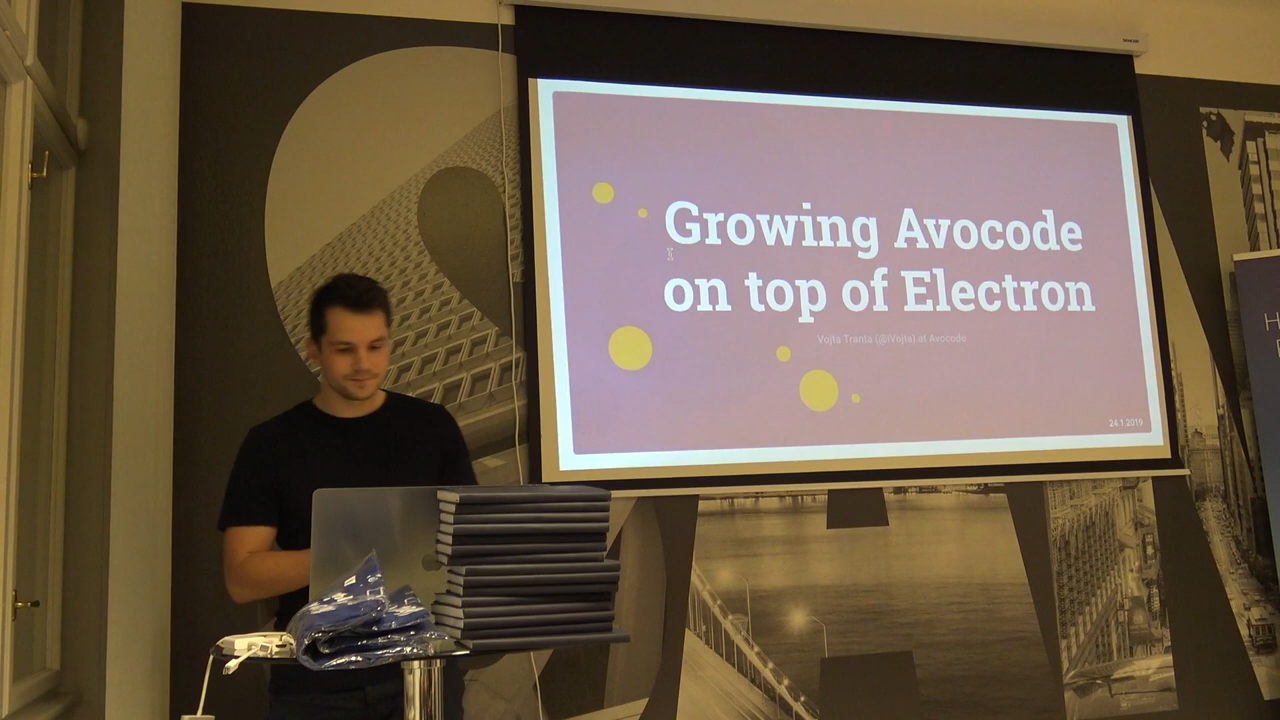 Growing Avocode
on top of Electron
Vojta Tranta (@iVojta) at Avocode
24.1.2019
H